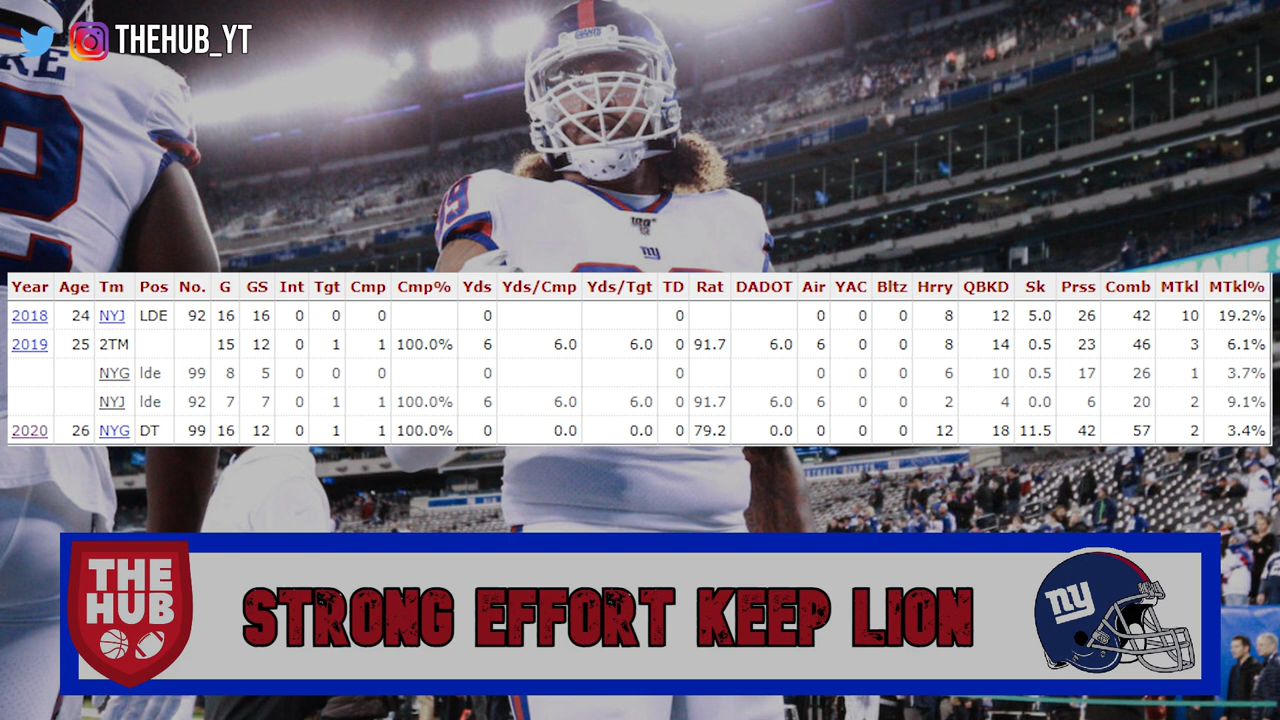 THEHUB_YT
RE
GIANTS
99
100
ny
Year Age Tm Pos No. G GS Int Tgt Cmp Cmp% Yds Yds/Cmp Yds/Tgt TD Rat DADOT Air YAC Bltz Hrry QBKD Sk Prss Comb MTkl MTkl%
2018 24 NYJ LDE 92 16 16 0 0 0 0 0 0 0 0 8 12 5.0 26 42 10 19.2%
2019 25 2TM 15 12 0 1 1 100.0% 6 6.0 6.0 0 91.7 6.0 6 0 0 8 14 0.5 23 46 3 6.1%
NYG lde 99 8 5 0 0 0 0 0 0 0 0 6 10 0.5 17 26 1 3.7%
NYJ lde 92 7 7 0 1 1 100.0% 6 6.0 6.0 0 91.7 6.0 6 0 0 2 4 0.0 6 20 2 9.1%
2020 26 NYG DT 99 16 12 0 1 1 100.0% 0 0.0 0.0 0 79.2 0.0 0 0 0 12 18 11.5 42 57 2 3.4%
THE
HUB
STRONG EFFORT KEEP LION
ny